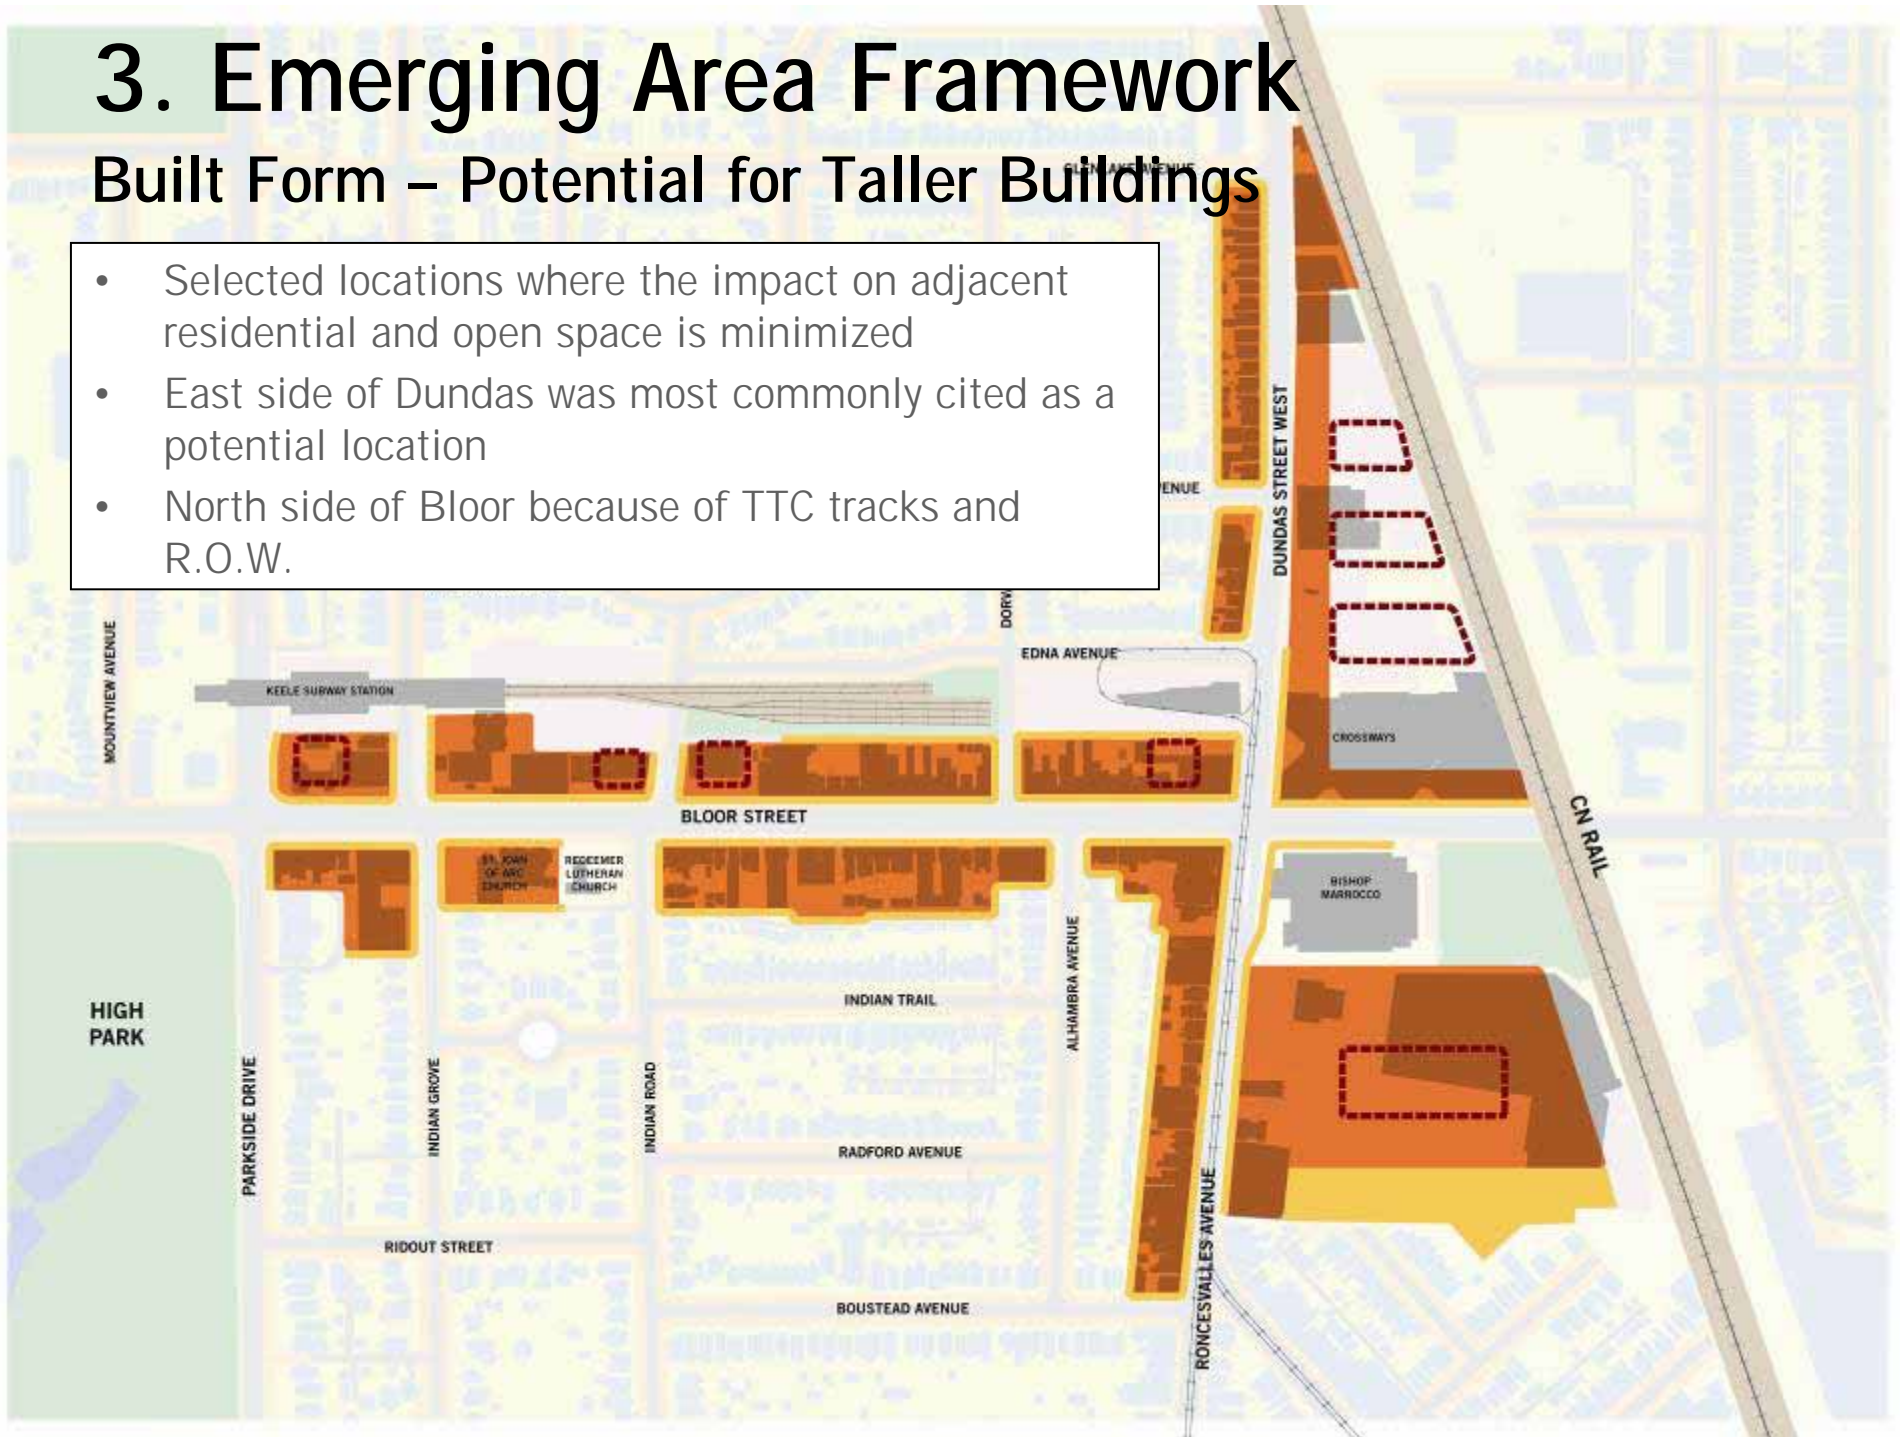 3. Emerging Area Framework
Built Form – Potential for Taller Buildings
GLENLAKE AVENUE
• Selected locations where the impact on adjacent
residential and open space is minimized
• East side of Dundas was most commonly cited as a
potential location
• North side of Bloor because of TTC tracks and
R.O.W.
DUNDAS STREET WEST
ENUE
DORW
EDNA AVENUE
MOUNTVIEW AVENUE
KEELE SUBWAY STATION
CROSSWAYS
BLOOR STREET
CN RAIL
ST. JOAN
OF ARC
CHURCH
REDEEMER
LUTHERAN
CHURCH
BISHOP
MARROCCO
HIGH
PARK
INDIAN TRAIL
ALHAMBRA AVENUE
PARKSIDE DRIVE
INDIAN GROVE
INDIAN ROAD
RADFORD AVENUE
RONCESVALLES AVENUE
RIDOUT STREET
BOUSTEAD AVENUE